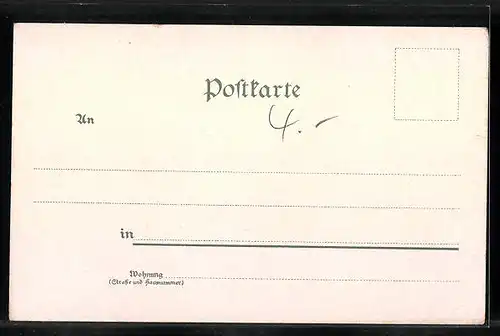 Poſtkarte
4.-
An
in
Wohnung
(Straße und Hausnummer)